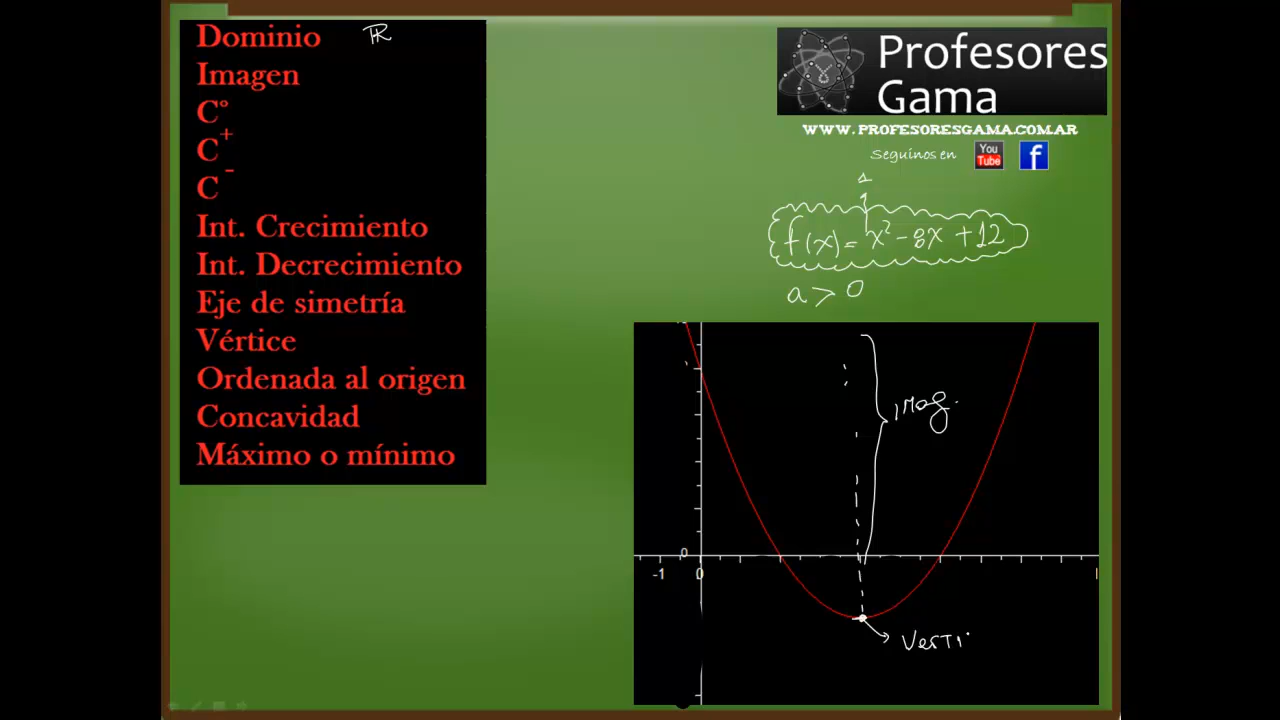 Dominio ℝ
Imagen
C°
C⁺
C⁻
Int. Crecimiento
Int. Decrecimiento
Eje de simetría
Vértice
Ordenada al origen
Concavidad
Máximo o mínimo
Profesores
Gama
WWW.PROFESORESGAMA.COM.AR
Seguinos en You Tube f
f(x) = x² - 8x + 12
a > 0
imag.
0
-1 0
Verti